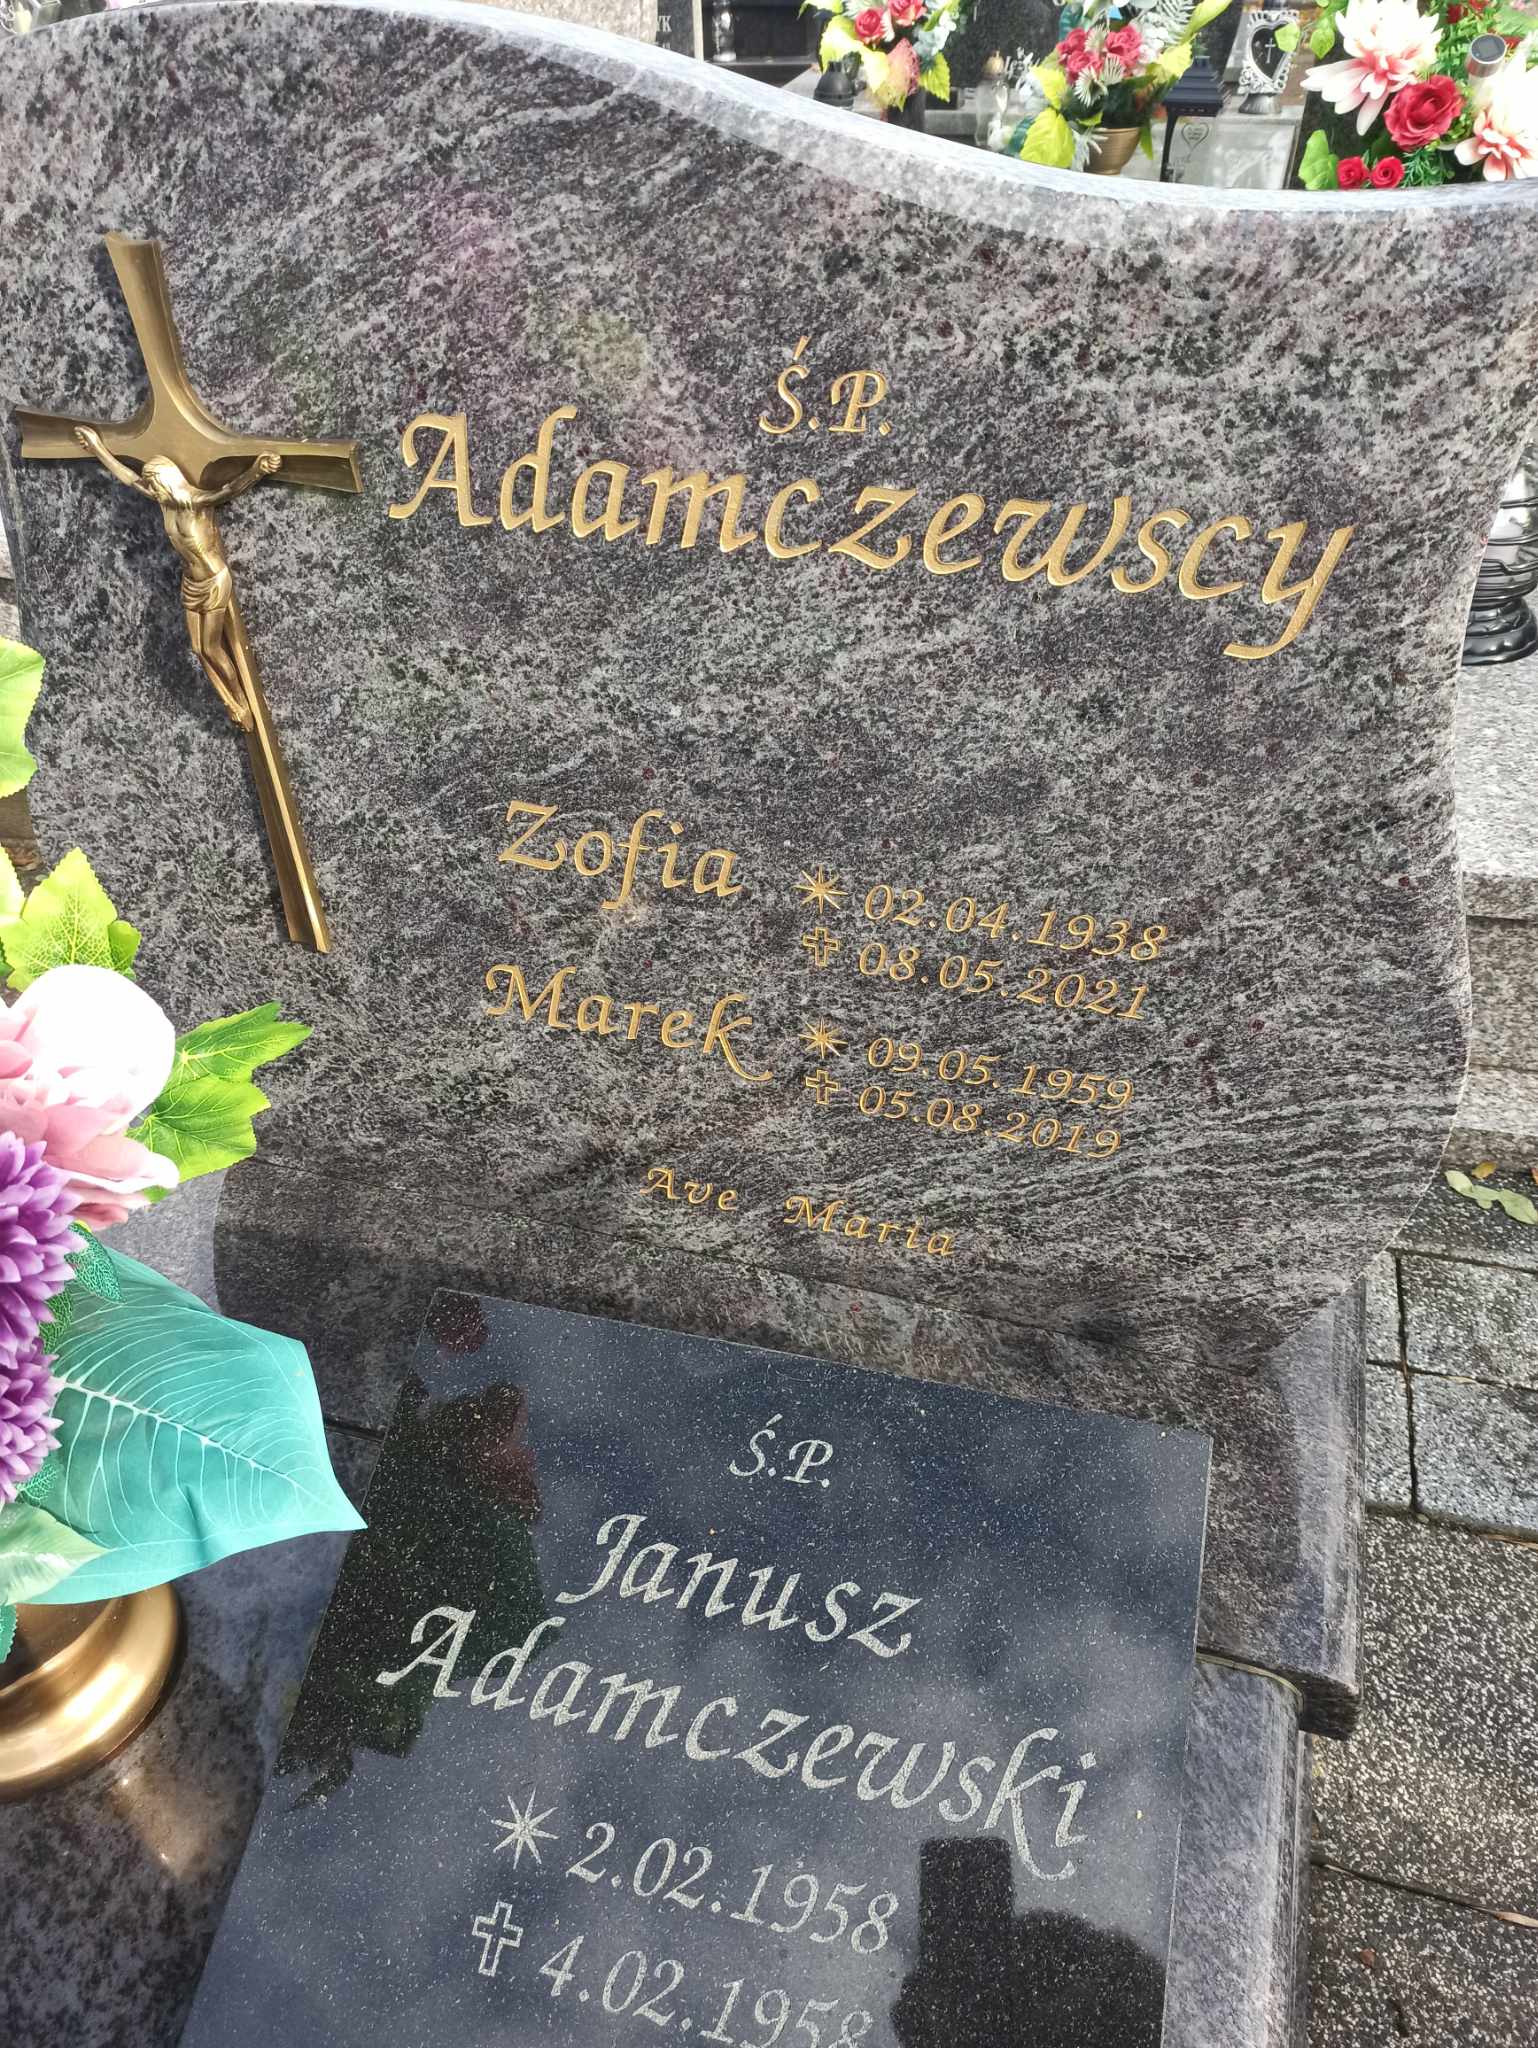 Ś.P.
Adamczewscy
Zofia * 02.04.1938
✝ 08.05.2021
Marek * 09.05.1959
✝ 05.08.2019
Ave Maria
Ś.P.
Janusz
Adamczewski
* 2.02.1958
✝ 4.02.1958